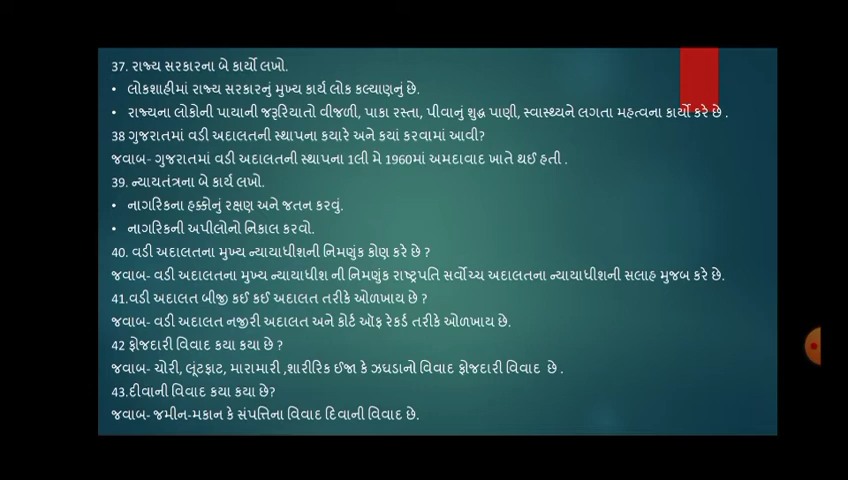 37. રાજ્ય સરકારના બે કાર્યો લખો.
• લોકશાહીમાં રાજ્ય સરકારનું મુખ્ય કાર્ય લોક કલ્યાણનું છે.
• રાજ્યના લોકોની પાયાની જરૂરિયાતો વીજળી, પાકા રસ્તા, પીવાનું શુદ્ધ પાણી, સ્વાસ્થ્યને લગતા મહત્વના કાર્યો કરે છે .
38 ગુજરાતમાં વડી અદાલતની સ્થાપના કયારે અને કયાં કરવામાં આવી?
જવાબ- ગુજરાતમાં વડી અદાલતની સ્થાપના 1લી મે 1960માં અમદાવાદ ખાતે થઈ હતી .
39. ન્યાયતંત્રના બે કાર્ય લખો.
• નાગરિકના હક્કોનું રક્ષણ અને જતન કરવું.
• નાગરિકની અપીલોનો નિકાલ કરવો.
40. વડી અદાલતના મુખ્ય ન્યાયાધીશની નિમણુંક કોણ કરે છે ?
જવાબ- વડી અદાલતના મુખ્ય ન્યાયાધીશ ની નિમણુંક રાષ્ટ્રપતિ સર્વોચ્ચ અદાલતના ન્યાયાધીશની સલાહ મુજબ કરે છે.
41.વડી અદાલત બીજી કઈ કઈ અદાલત તરીકે ઓળખાય છે ?
જવાબ- વડી અદાલત નજીરી અદાલત અને કોર્ટ ઑફ રેકર્ડ તરીકે ઓળખાય છે.
42 ફોજદારી વિવાદ કયા કયા છે ?
જવાબ- ચોરી, લૂંટફાટ, મારામારી ,શારીરિક ઈજા કે ઝઘડાનો વિવાદ ફોજદારી વિવાદ છે .
43.દીવાની વિવાદ કયા કયા છે?
જવાબ- જમીન-મકાન કે સંપત્તિના વિવાદ દિવાની વિવાદ છે.